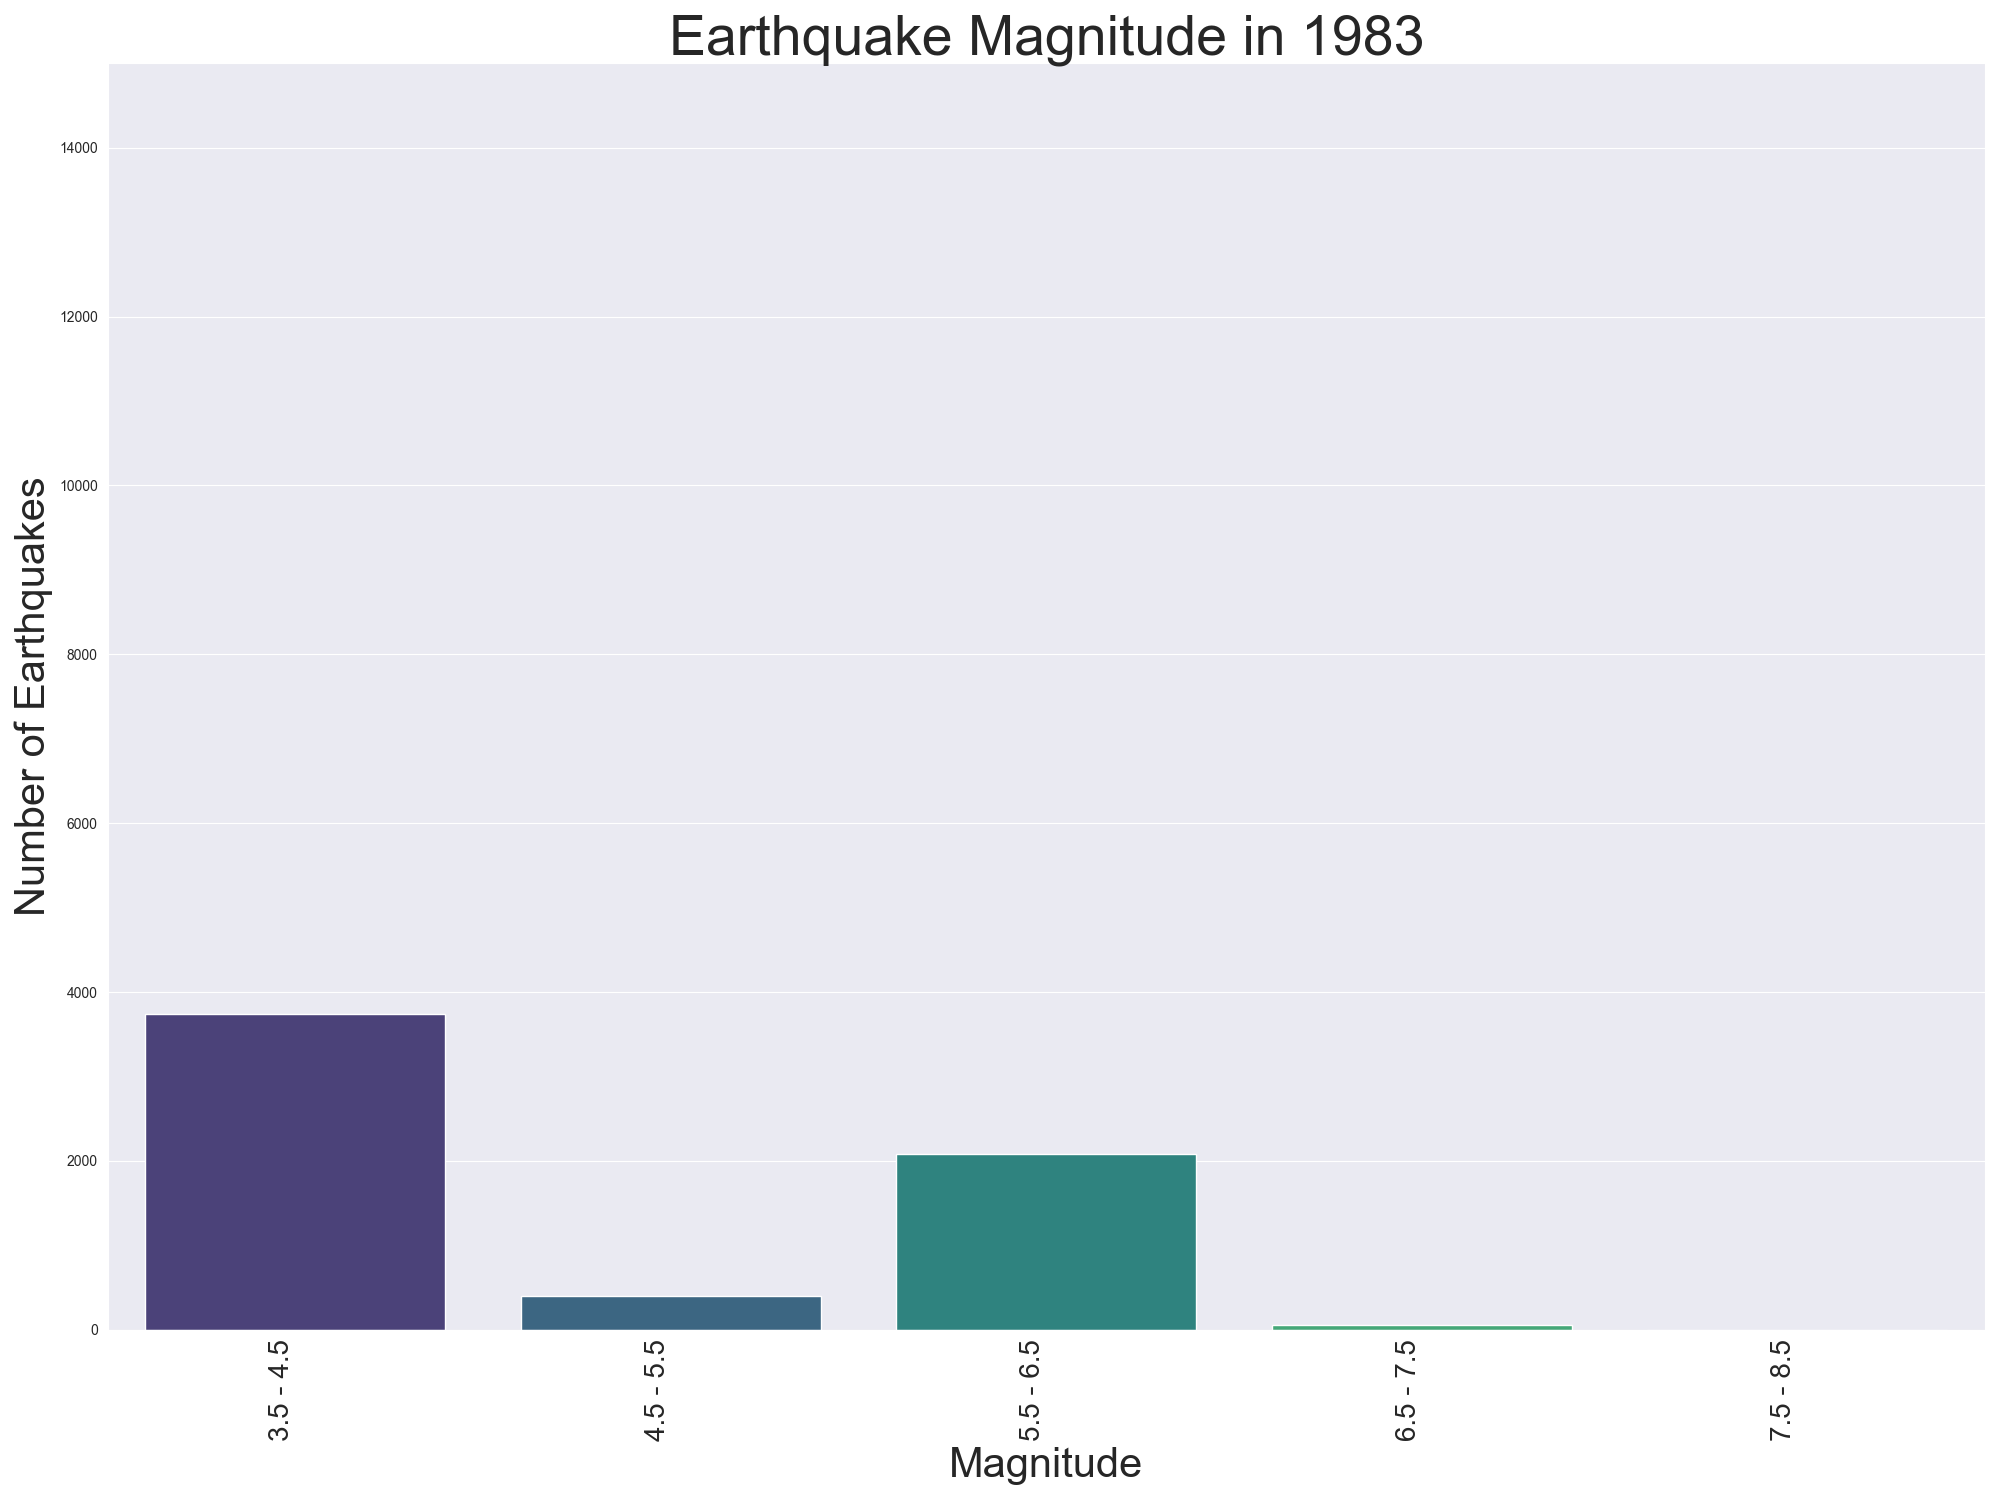 Earthquake Magnitude in 1983
Number of Earthquakes
14000
12000
10000
8000
6000
4000
2000
0
3.5 - 4.5
4.5 - 5.5
5.5 - 6.5
6.5 - 7.5
7.5 - 8.5
Magnitude